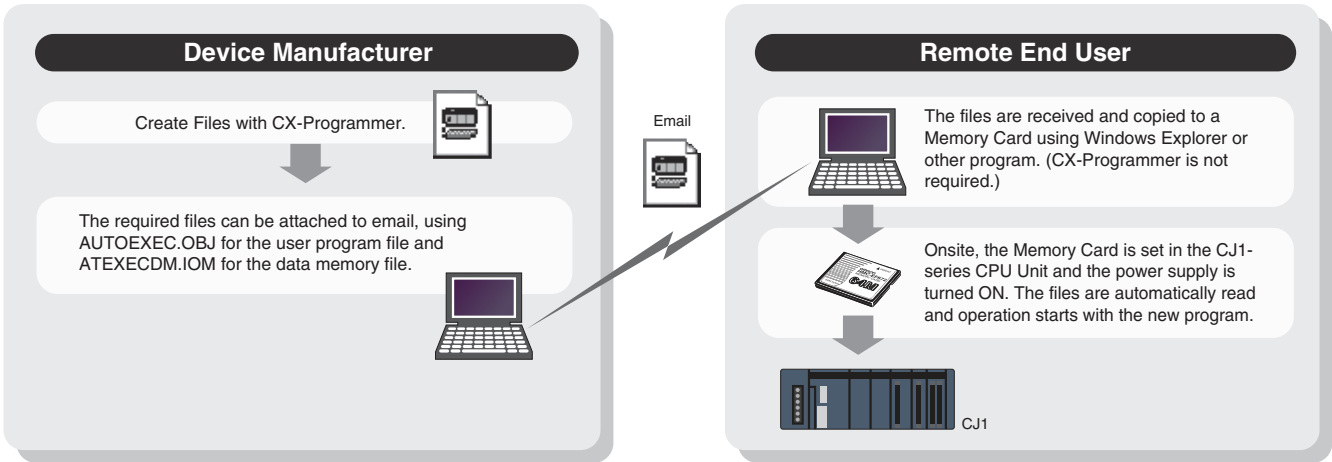 Device Manufacturer
Create Files with CX-Programmer.
The required files can be attached to email, using
AUTOEXEC.OBJ for the user program file and
ATEXECDM.IOM for the data memory file.
Email
Remote End User
The files are received and copied to a
Memory Card using Windows Explorer or
other program. (CX-Programmer is not
required.)
Onsite, the Memory Card is set in the CJ1-
series CPU Unit and the power supply is
turned ON. The files are automatically read
and operation starts with the new program.
64M
CJ1